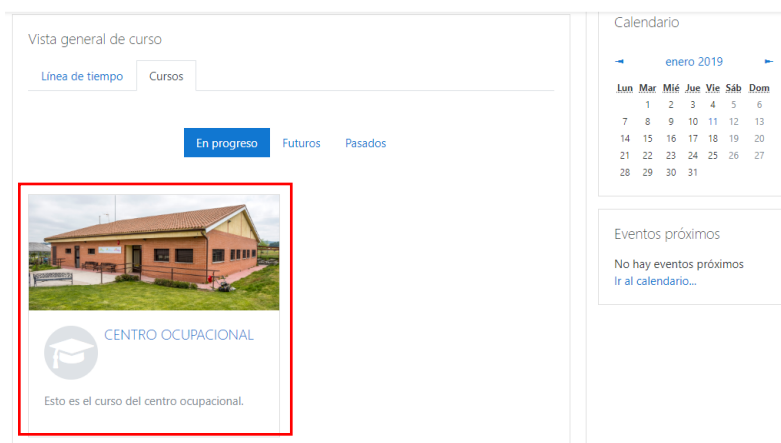 Vista general de curso
Línea de tiempo Cursos
En progreso Futuros Pasados
CENTRO OCUPACIONAL
Esto es el curso del centro ocupacional.
Calendario
◄ enero 2019 ►
Lun Mar Mié Jue Vie Sáb Dom
1 2 3 4 5 6
7 8 9 10 11 12 13
14 15 16 17 18 19 20
21 22 23 24 25 26 27
28 29 30 31
Eventos próximos
No hay eventos próximos
Ir al calendario...